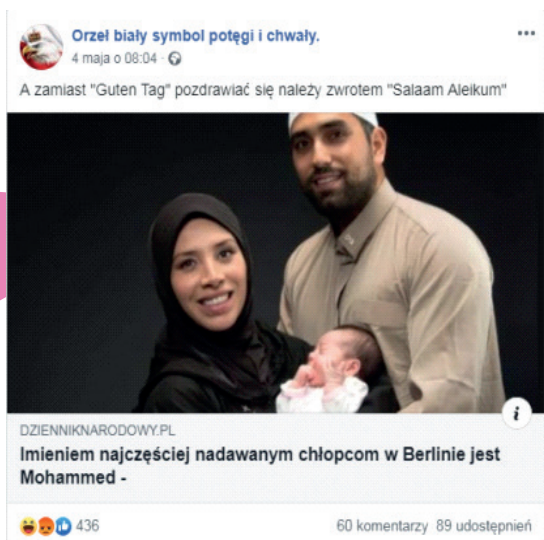 Orzeł biały symbol potęgi i chwały.
4 maja o 08:04 ·
A zamiast "Guten Tag" pozdrawiać się należy zwrotem "Salaam Aleikum"
i
DZIENNIKNARODOWY.PL
Imieniem najczęściej nadawanym chłopcom w Berlinie jest
Mohammed -
436
60 komentarzy 89 udostępnień